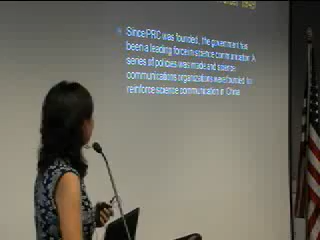 Since PRC was founded, the government has
been a leading force in science communication. A
series of policies was made and science
communications organizations were founded for
reinforce science communication in China